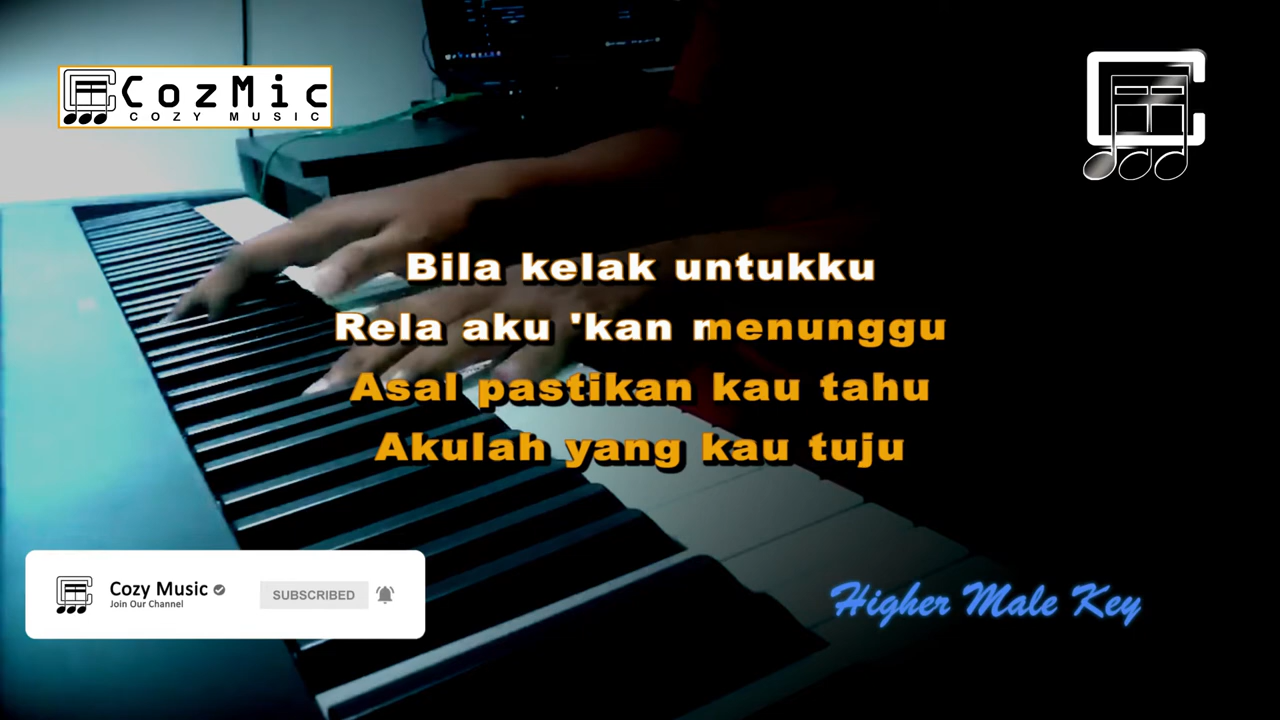 CozMic
COZY MUSIC
Bila kelak untukku
Rela aku 'kan menunggu
Asal pastikan kau tahu
Akulah yang kau tuju
Cozy Music
Join Our Channel
SUBSCRIBED
Higher Male Key